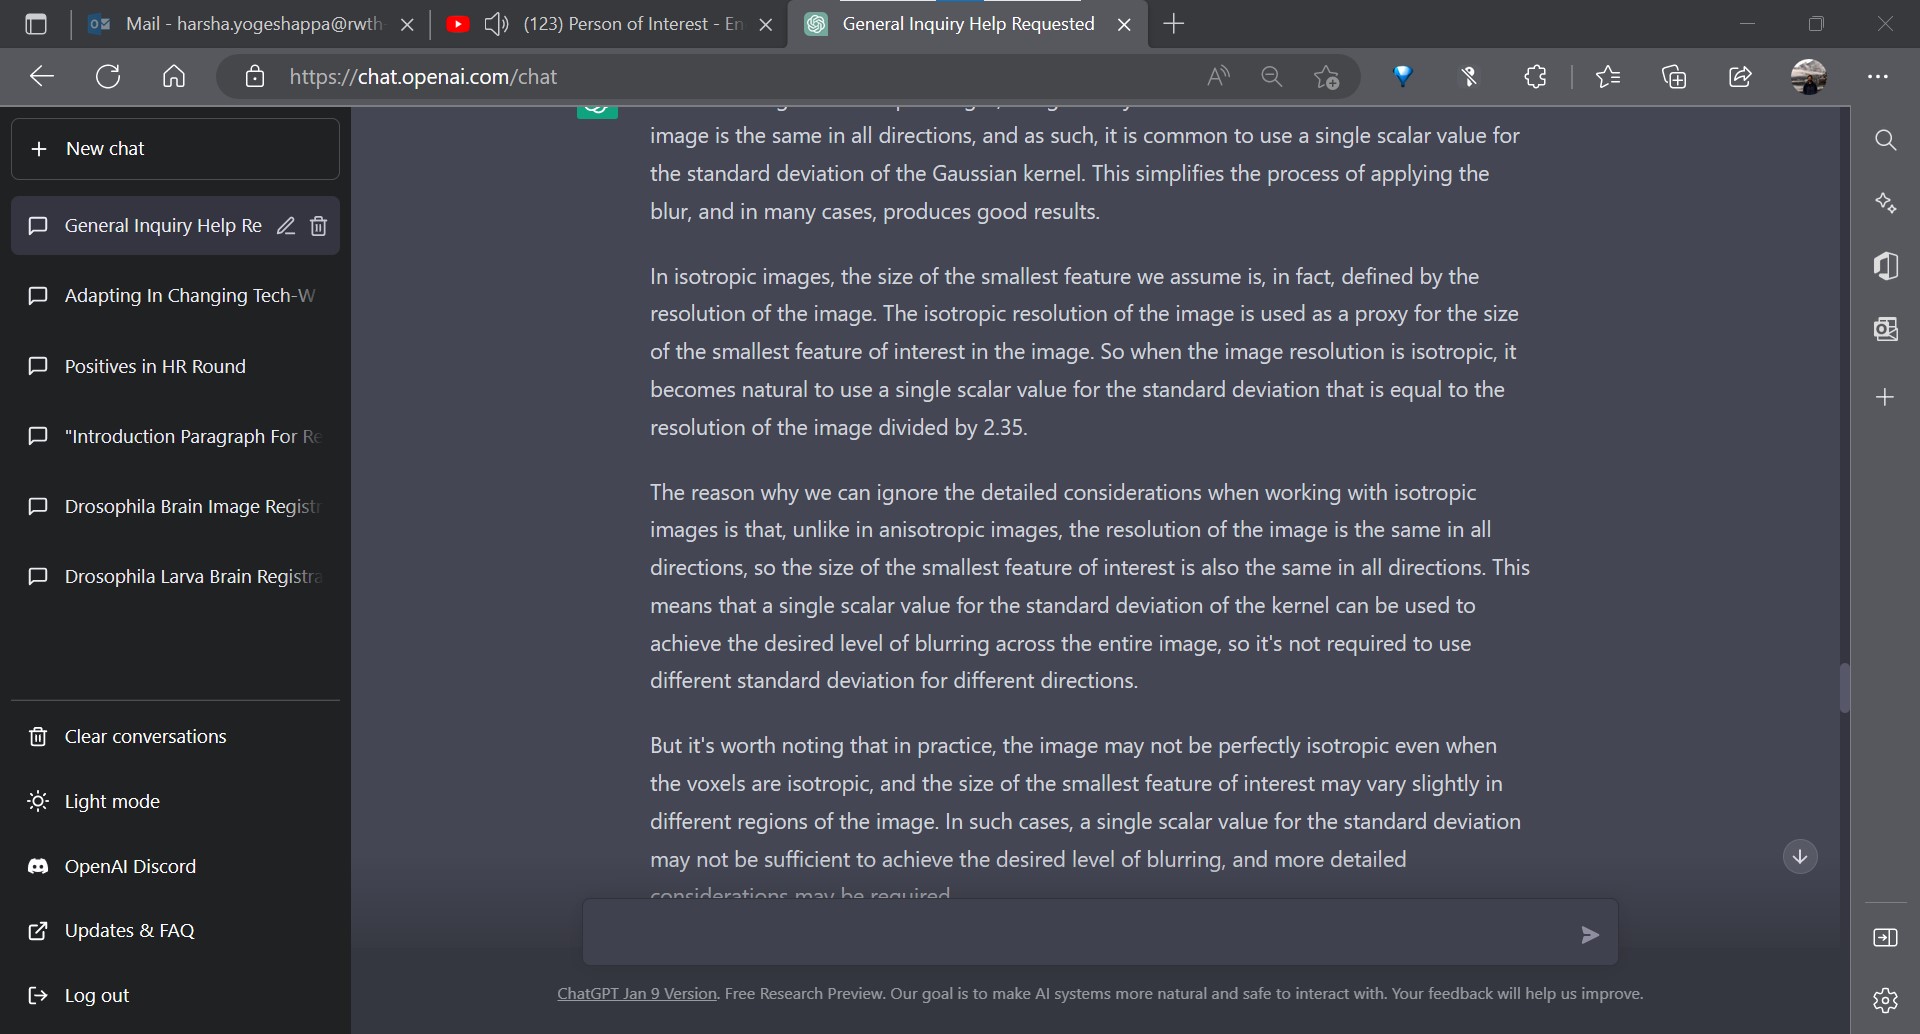 Mail - harsha.yogeshappa@rwth-
(123) Person of Interest - En
General Inquiry Help Requested
https://chat.openai.com/chat
New chat
General Inquiry Help Re
Adapting In Changing Tech-W
Positives in HR Round
"Introduction Paragraph For Re
Drosophila Brain Image Registr
Drosophila Larva Brain Registra
Clear conversations
Light mode
OpenAI Discord
Updates & FAQ
Log out
image is the same in all directions, and as such, it is common to use a single scalar value for
the standard deviation of the Gaussian kernel. This simplifies the process of applying the
blur, and in many cases, produces good results.
In isotropic images, the size of the smallest feature we assume is, in fact, defined by the
resolution of the image. The isotropic resolution of the image is used as a proxy for the size
of the smallest feature of interest in the image. So when the image resolution is isotropic, it
becomes natural to use a single scalar value for the standard deviation that is equal to the
resolution of the image divided by 2.35.
The reason why we can ignore the detailed considerations when working with isotropic
images is that, unlike in anisotropic images, the resolution of the image is the same in all
directions, so the size of the smallest feature of interest is also the same in all directions. This
means that a single scalar value for the standard deviation of the kernel can be used to
achieve the desired level of blurring across the entire image, so it's not required to use
different standard deviation for different directions.
But it's worth noting that in practice, the image may not be perfectly isotropic even when
the voxels are isotropic, and the size of the smallest feature of interest may vary slightly in
different regions of the image. In such cases, a single scalar value for the standard deviation
may not be sufficient to achieve the desired level of blurring, and more detailed
considerations may be required
ChatGPT Jan 9 Version. Free Research Preview. Our goal is to make AI systems more natural and safe to interact with. Your feedback will help us improve.